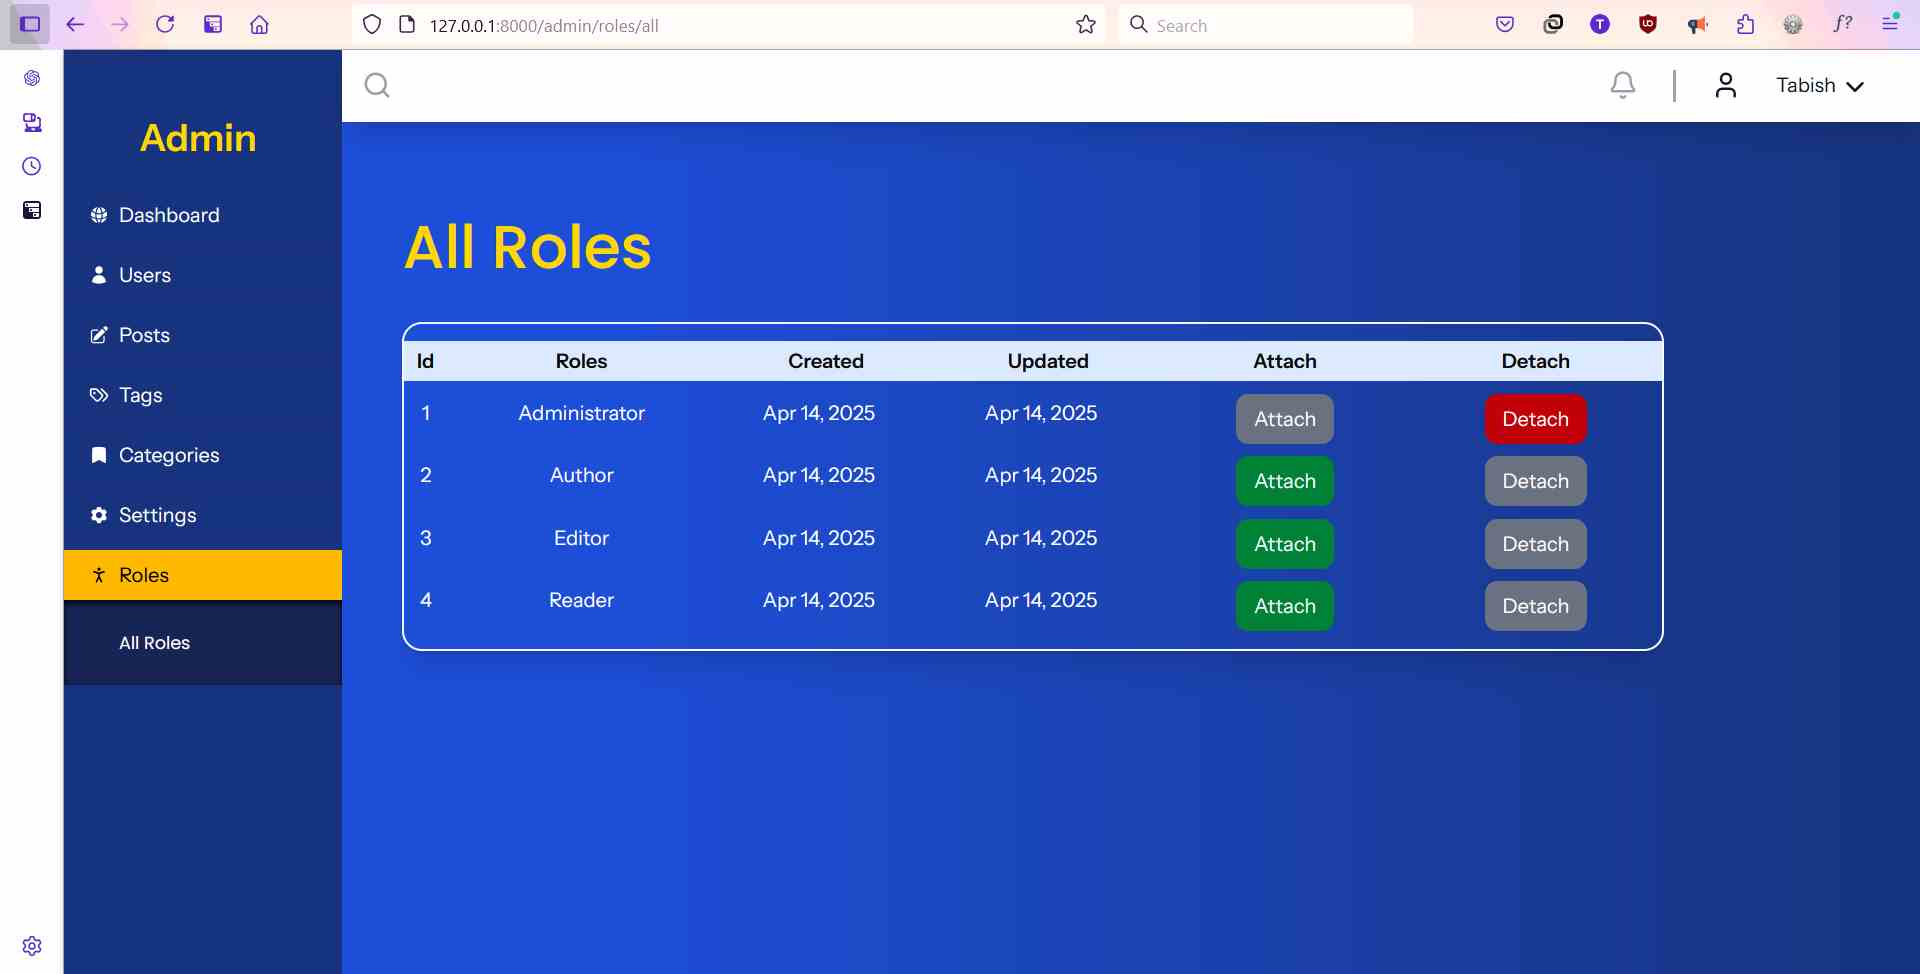 127.0.0.1:8000/admin/roles/all
Search
T
f?
Tabish
Admin
Dashboard
Users
Posts
Tags
Categories
Settings
Roles
All Roles
All Roles
Id Roles Created Updated Attach Detach
1 Administrator Apr 14, 2025 Apr 14, 2025 Attach Detach
2 Author Apr 14, 2025 Apr 14, 2025 Attach Detach
3 Editor Apr 14, 2025 Apr 14, 2025 Attach Detach
4 Reader Apr 14, 2025 Apr 14, 2025 Attach Detach